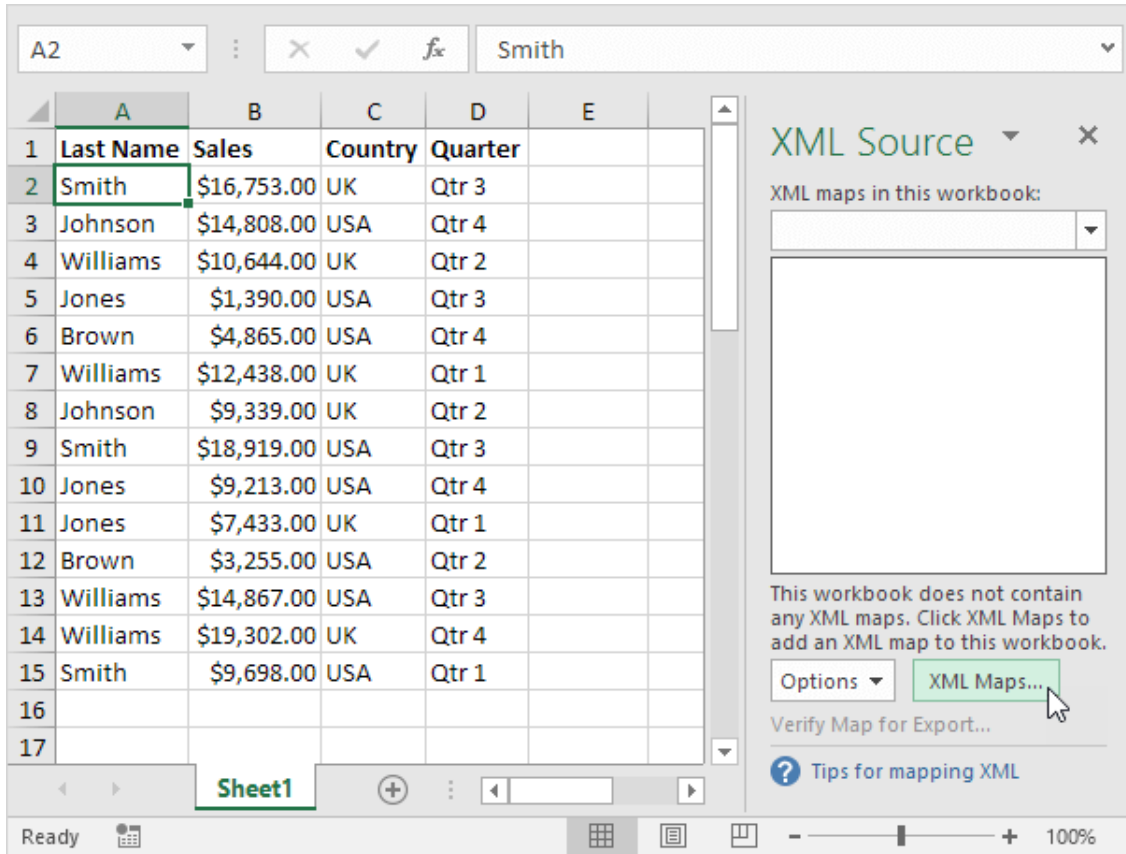 A2 fx Smith
A B C D E
1 Last Name Sales Country Quarter
2 Smith $16,753.00 UK Qtr 3
3 Johnson $14,808.00 USA Qtr 4
4 Williams $10,644.00 UK Qtr 2
5 Jones $1,390.00 USA Qtr 3
6 Brown $4,865.00 USA Qtr 4
7 Williams $12,438.00 UK Qtr 1
8 Johnson $9,339.00 UK Qtr 2
9 Smith $18,919.00 USA Qtr 3
10 Jones $9,213.00 USA Qtr 4
11 Jones $7,433.00 UK Qtr 1
12 Brown $3,255.00 USA Qtr 2
13 Williams $14,867.00 USA Qtr 3
14 Williams $19,302.00 UK Qtr 4
15 Smith $9,698.00 USA Qtr 1
16
17
Sheet1
XML Source
XML maps in this workbook:
This workbook does not contain
any XML maps. Click XML Maps to
add an XML map to this workbook.
Options XML Maps...
Verify Map for Export...
? Tips for mapping XML
Ready 100%